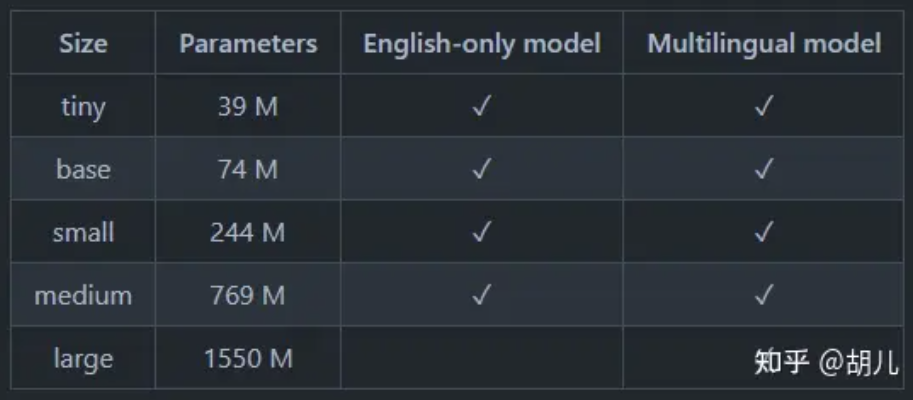 Size Parameters English-only model Multilingual model
tiny 39 M ✓ ✓
base 74 M ✓ ✓
small 244 M ✓ ✓
medium 769 M ✓ ✓
large 1550 M
知乎 @胡儿